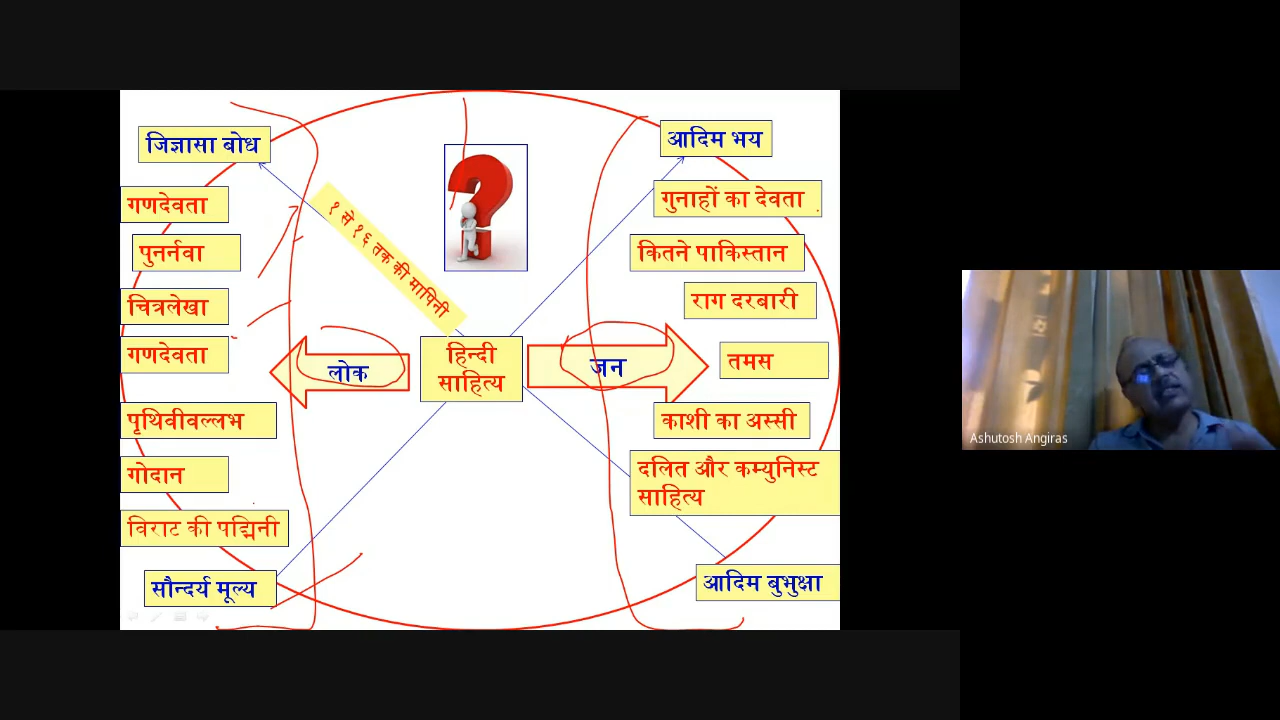 जिज्ञासा बोध
गणदेवता
पुनर्नवा
चित्रलेखा
गणदेवता
पृथिवीवल्लभ
गोदान
विराट की पद्मिनी
सौन्दर्य मूल्य
१ से १६ तक की मापिनी
लोक
हिन्दी
साहित्य
जन
आदिम भय
गुनाहों का देवता .
कितने पाकिस्तान
राग दरबारी
तमस
काशी का अस्सी
दलित और कम्युनिस्ट
साहित्य
आदिम बुभुक्षा
Ashutosh Angiras